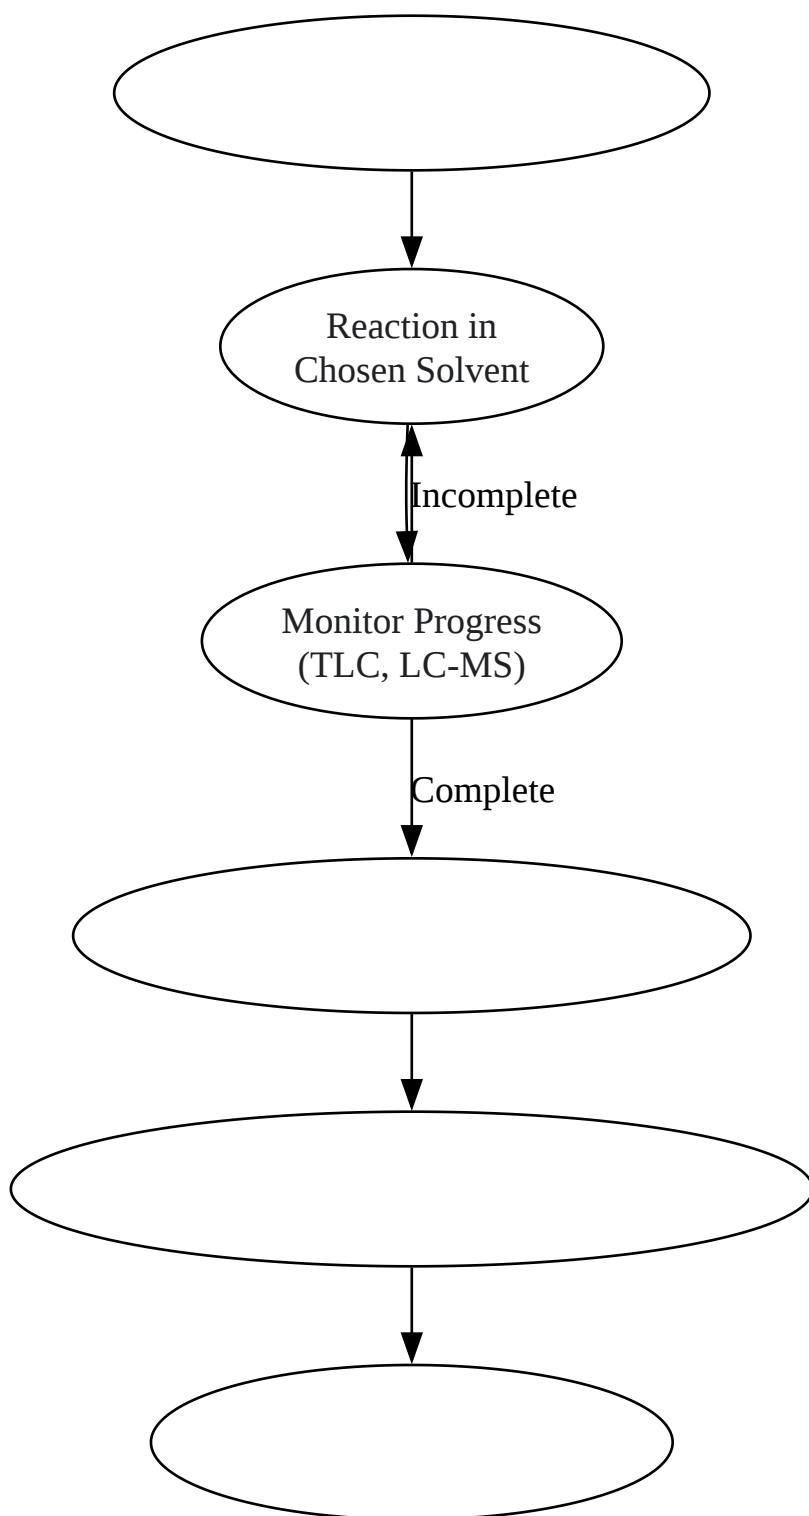 Reaction in
Chosen Solvent
Incomplete
Monitor Progress
(TLC, LC-MS)
Complete